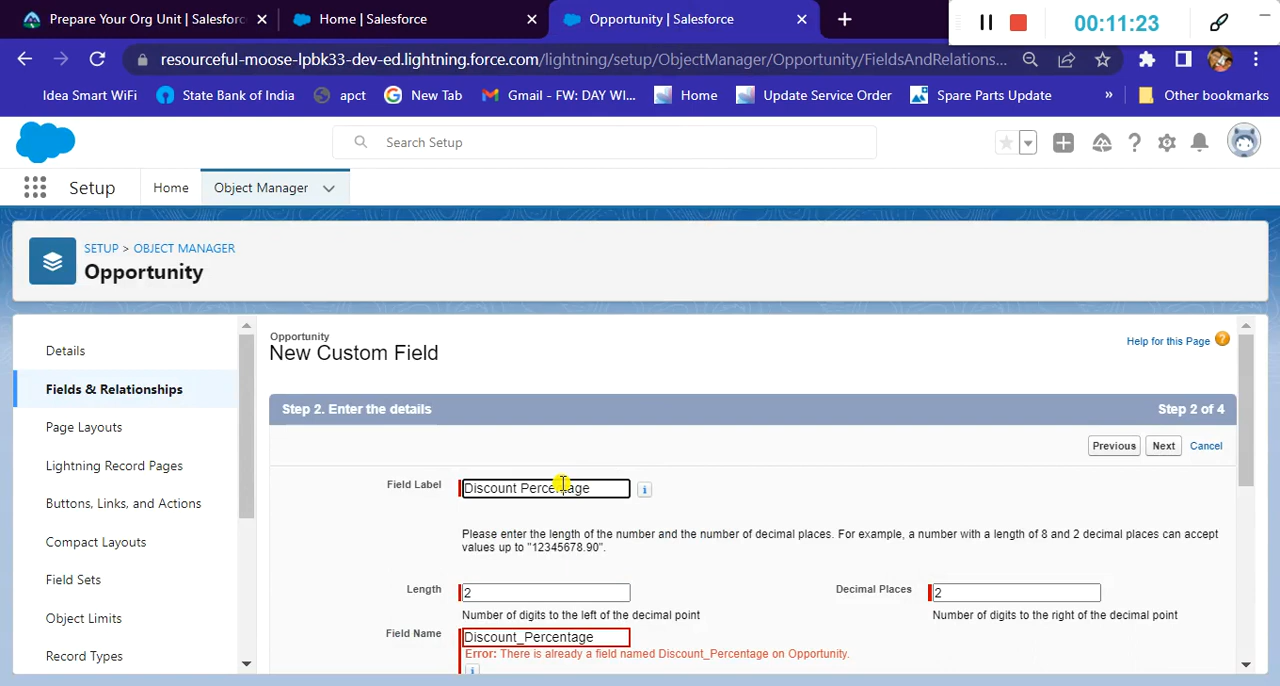 Prepare Your Org Unit | Salesforc
Home | Salesforce
Opportunity | Salesforce
00:11:23
resourceful-moose-lpbk33-dev-ed.lightning.force.com/lightning/setup/ObjectManager/Opportunity/FieldsAndRelations...
Idea Smart WiFi
State Bank of India
apct
New Tab
Gmail - FW: DAY WI...
Home
Update Service Order
Spare Parts Update
»
Other bookmarks
Search Setup
Setup
Home
Object Manager
SETUP > OBJECT MANAGER
Opportunity
Details
Fields & Relationships
Page Layouts
Lightning Record Pages
Buttons, Links, and Actions
Compact Layouts
Field Sets
Object Limits
Record Types
Opportunity
New Custom Field
Help for this Page
Step 2. Enter the details
Step 2 of 4
Previous
Next
Cancel
Field Label
Discount Percentage
Please enter the length of the number and the number of decimal places. For example, a number with a length of 8 and 2 decimal places can accept
values up to "12345678.90".
Length
2
Decimal Places
2
Number of digits to the left of the decimal point
Number of digits to the right of the decimal point
Field Name
Discount_Percentage
Error: There is already a field named Discount_Percentage on Opportunity.